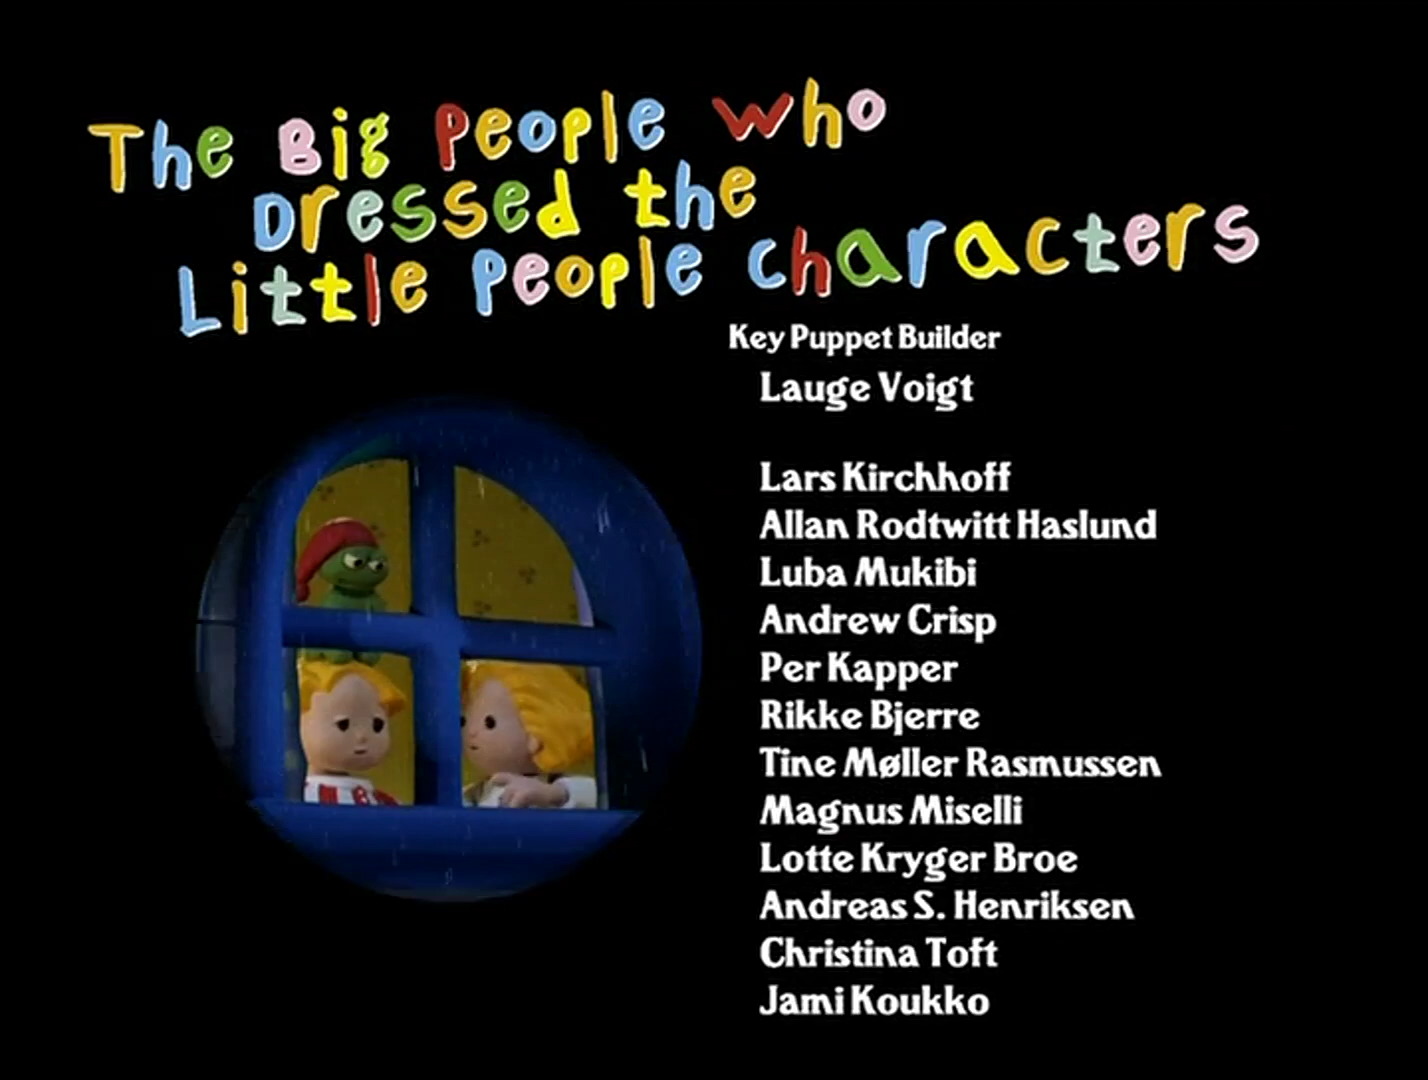 The Big People who
Dressed the
Little People characters
Key Puppet Builder
Lauge Voigt
Lars Kirchhoff
Allan Rodtwitt Haslund
Luba Mukibi
Andrew Crisp
Per Kapper
Rikke Bjerre
Tine Møller Rasmussen
Magnus Miselli
Lotte Kryger Broe
Andreas S. Henriksen
Christina Toft
Jami Koukko